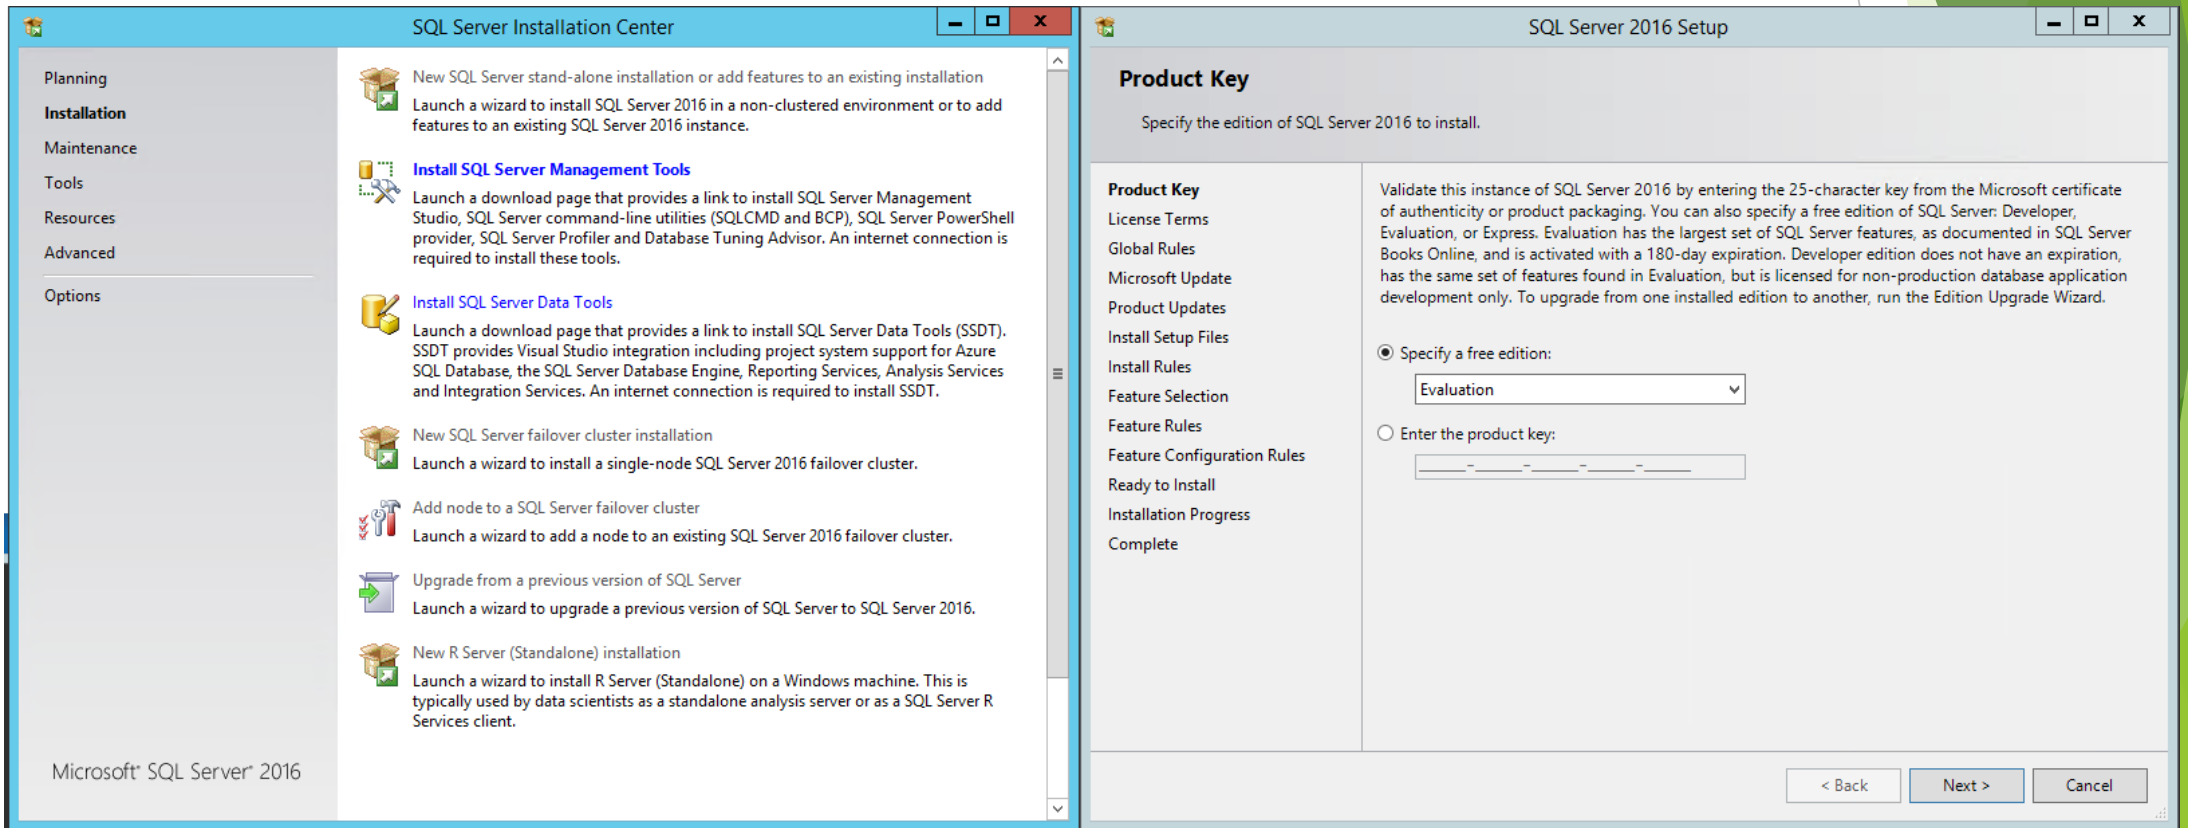 SQL Server Installation Center
Planning
Installation
Maintenance
Tools
Resources
Advanced
Options
Microsoft® SQL Server® 2016
New SQL Server stand-alone installation or add features to an existing installation
Launch a wizard to install SQL Server 2016 in a non-clustered environment or to add
features to an existing SQL Server 2016 instance.
Install SQL Server Management Tools
Launch a download page that provides a link to install SQL Server Management
Studio, SQL Server command-line utilities (SQLCMD and BCP), SQL Server PowerShell
provider, SQL Server Profiler and Database Tuning Advisor. An internet connection is
required to install these tools.
Install SQL Server Data Tools
Launch a download page that provides a link to install SQL Server Data Tools (SSDT).
SSDT provides Visual Studio integration including project system support for Azure
SQL Database, the SQL Server Database Engine, Reporting Services, Analysis Services
and Integration Services. An internet connection is required to install SSDT.
New SQL Server failover cluster installation
Launch a wizard to install a single-node SQL Server 2016 failover cluster.
Add node to a SQL Server failover cluster
Launch a wizard to add a node to an existing SQL Server 2016 failover cluster.
Upgrade from a previous version of SQL Server
Launch a wizard to upgrade a previous version of SQL Server to SQL Server 2016.
New R Server (Standalone) installation
Launch a wizard to install R Server (Standalone) on a Windows machine. This is
typically used by data scientists as a standalone analysis server or as a SQL Server R
Services client.
SQL Server 2016 Setup
Product Key
Specify the edition of SQL Server 2016 to install.
Product Key
License Terms
Global Rules
Microsoft Update
Product Updates
Install Setup Files
Install Rules
Feature Selection
Feature Rules
Feature Configuration Rules
Ready to Install
Installation Progress
Complete
Validate this instance of SQL Server 2016 by entering the 25-character key from the Microsoft certificate
of authenticity or product packaging. You can also specify a free edition of SQL Server: Developer,
Evaluation, or Express. Evaluation has the largest set of SQL Server features, as documented in SQL Server
Books Online, and is activated with a 180-day expiration. Developer edition does not have an expiration,
has the same set of features found in Evaluation, but is licensed for non-production database application
development only. To upgrade from one installed edition to another, run the Edition Upgrade Wizard.
Specify a free edition:
Evaluation
Enter the product key:
_____-_____-_____-_____-_____
< Back
Next >
Cancel